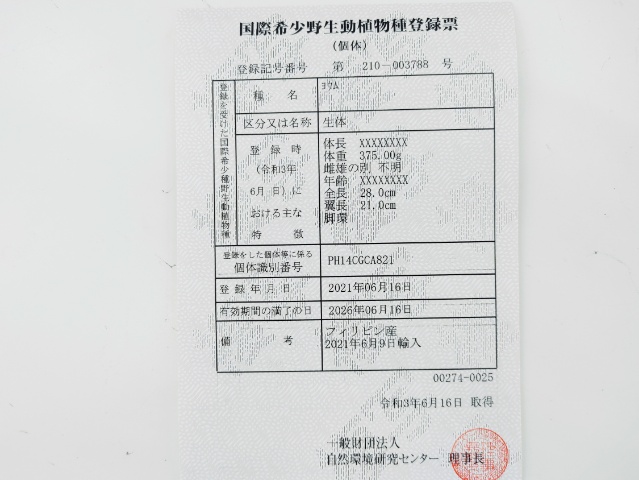 国際希少野生動植物種登録票
(個体)
登録記号番号 第 210-003788 号
登録を受けた国際希少種野生動植物種
種名 ヨウム
区分又は名称 生体
登録時
(令和3年
6月 日)に
おける主な
特徴
体長 XXXXXXXX
体重 375.00g
雌雄の別 不明
年齢 XXXXXXXX
全長 28.0cm
翼長 21.0cm
脚環
登録をした個体等に係る
個体識別番号 PH14CGCA821
登録年月日 2021年06月16日
有効期間の満了の日 2026年06月16日
備考
フィリピン産
2021年6月9日輸入
00274-0025
令和3年6月16日 取得
一般財団法人
自然環境研究センター 理事長